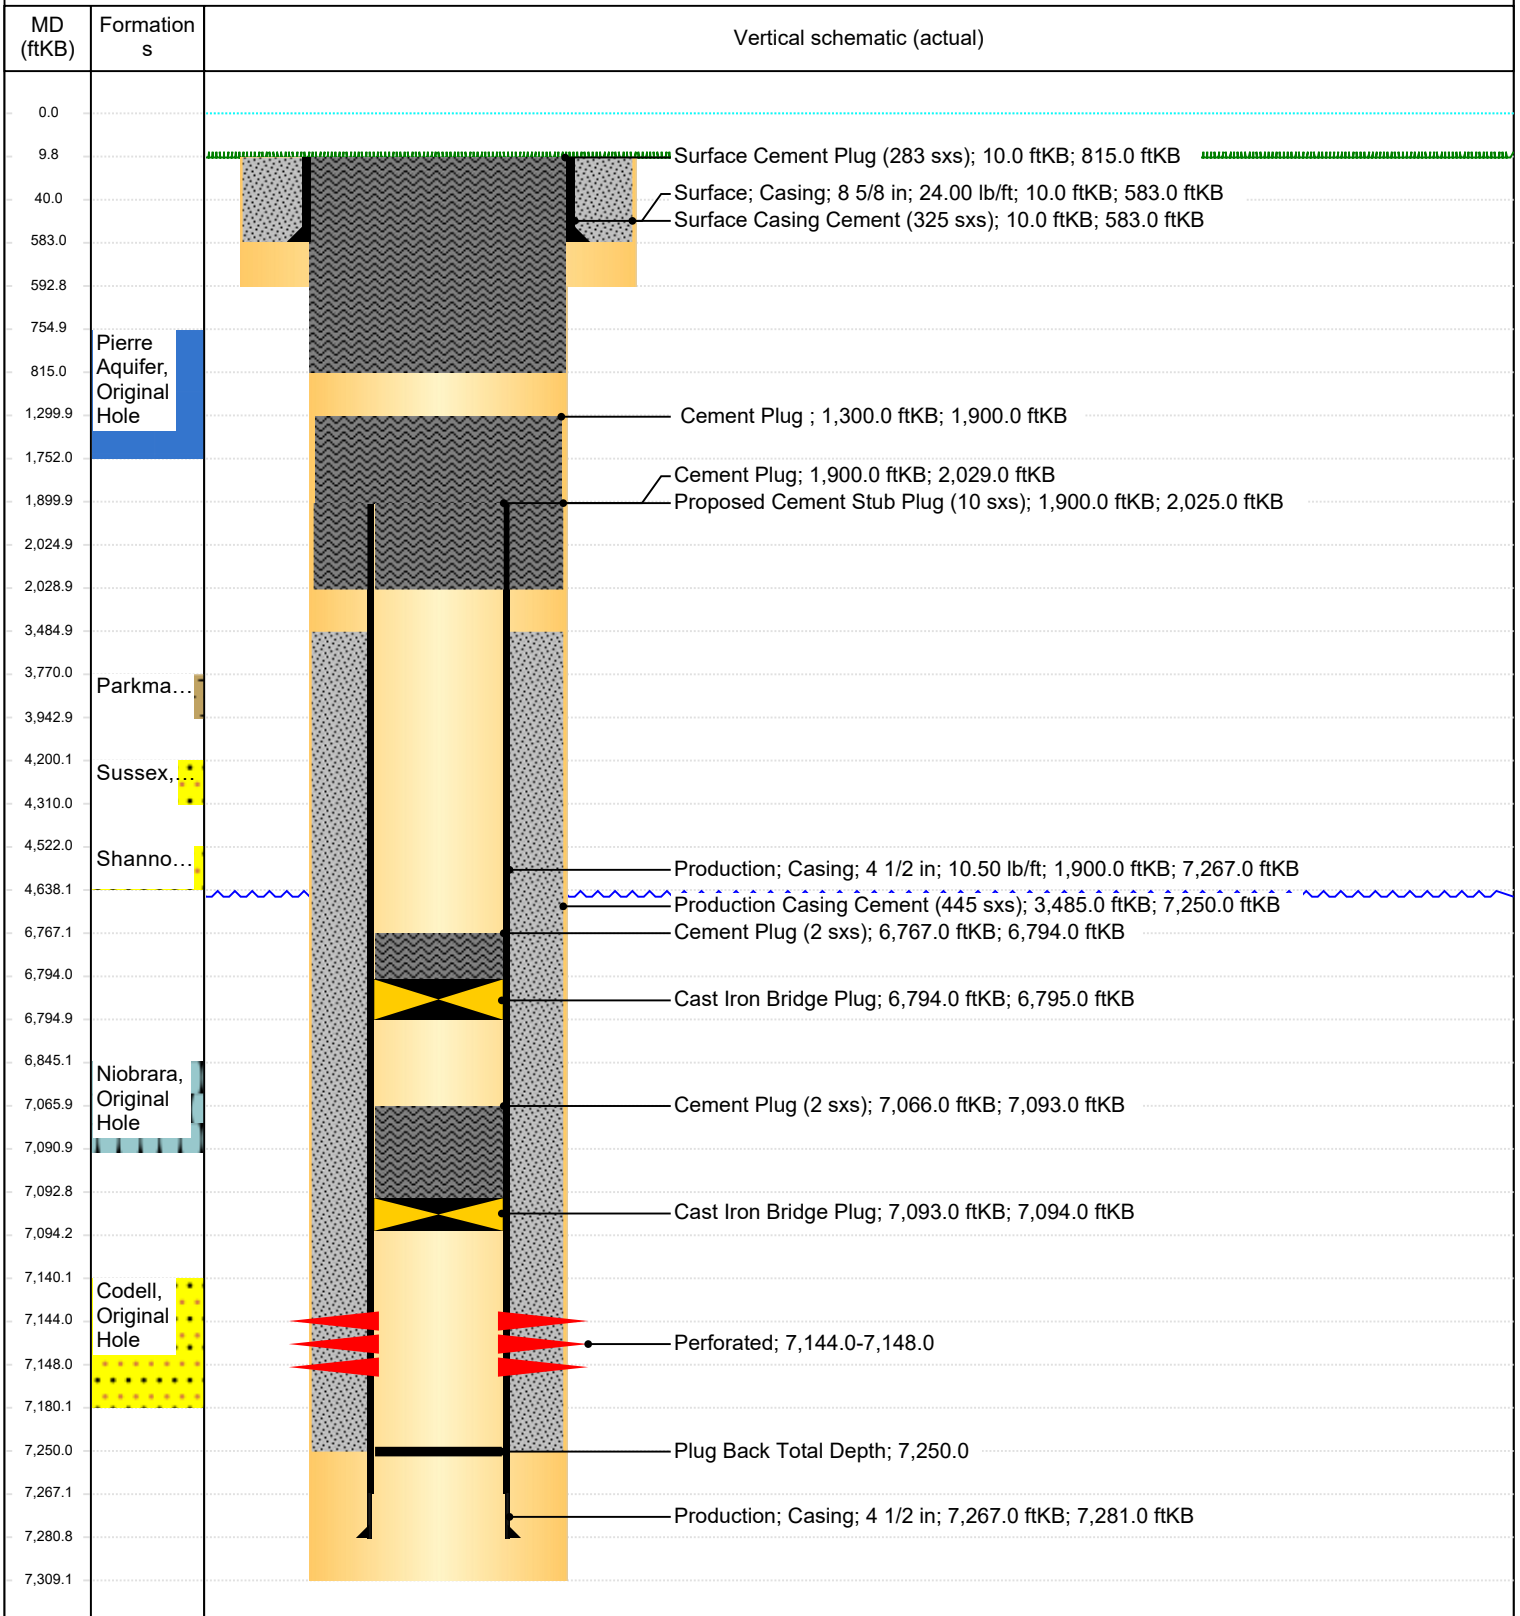 MD
(ftKB)
Formation
s
Vertical schematic (actual)
0.0
9.8
Surface Cement Plug (283 sxs); 10.0 ftKB; 815.0 ftKB
Surface; Casing; 8 5/8 in; 24.00 lb/ft; 10.0 ftKB; 583.0 ftKB
40.0
Surface Casing Cement (325 sxs); 10.0 ftKB; 583.0 ftKB
583.0
592.8
754.9
Pierre
Aquifer,
Original
Hole
815.0
1,299.9
Cement Plug ; 1,300.0 ftKB; 1,900.0 ftKB
1,752.0
Cement Plug; 1,900.0 ftKB; 2,029.0 ftKB
1,899.9
Proposed Cement Stub Plug (10 sxs); 1,900.0 ftKB; 2,025.0 ftKB
2,024.9
2,028.9
3,484.9
3,770.0
Parkma…
3,942.9
4,200.1
Sussex,…
4,310.0
4,522.0
Shanno…
Production; Casing; 4 1/2 in; 10.50 lb/ft; 1,900.0 ftKB; 7,267.0 ftKB
4,638.1
Production Casing Cement (445 sxs); 3,485.0 ftKB; 7,250.0 ftKB
6,767.1
Cement Plug (2 sxs); 6,767.0 ftKB; 6,794.0 ftKB
6,794.0
Cast Iron Bridge Plug; 6,794.0 ftKB; 6,795.0 ftKB
6,794.9
6,845.1
Niobrara,
Original
Hole
7,065.9
Cement Plug (2 sxs); 7,066.0 ftKB; 7,093.0 ftKB
7,090.9
7,092.8
Cast Iron Bridge Plug; 7,093.0 ftKB; 7,094.0 ftKB
7,094.2
7,140.1
Codell,
Original
Hole
7,144.0
Perforated; 7,144.0-7,148.0
7,148.0
7,180.1
7,250.0
Plug Back Total Depth; 7,250.0
7,267.1
Production; Casing; 4 1/2 in; 7,267.0 ftKB; 7,281.0 ftKB
7,280.8
7,309.1